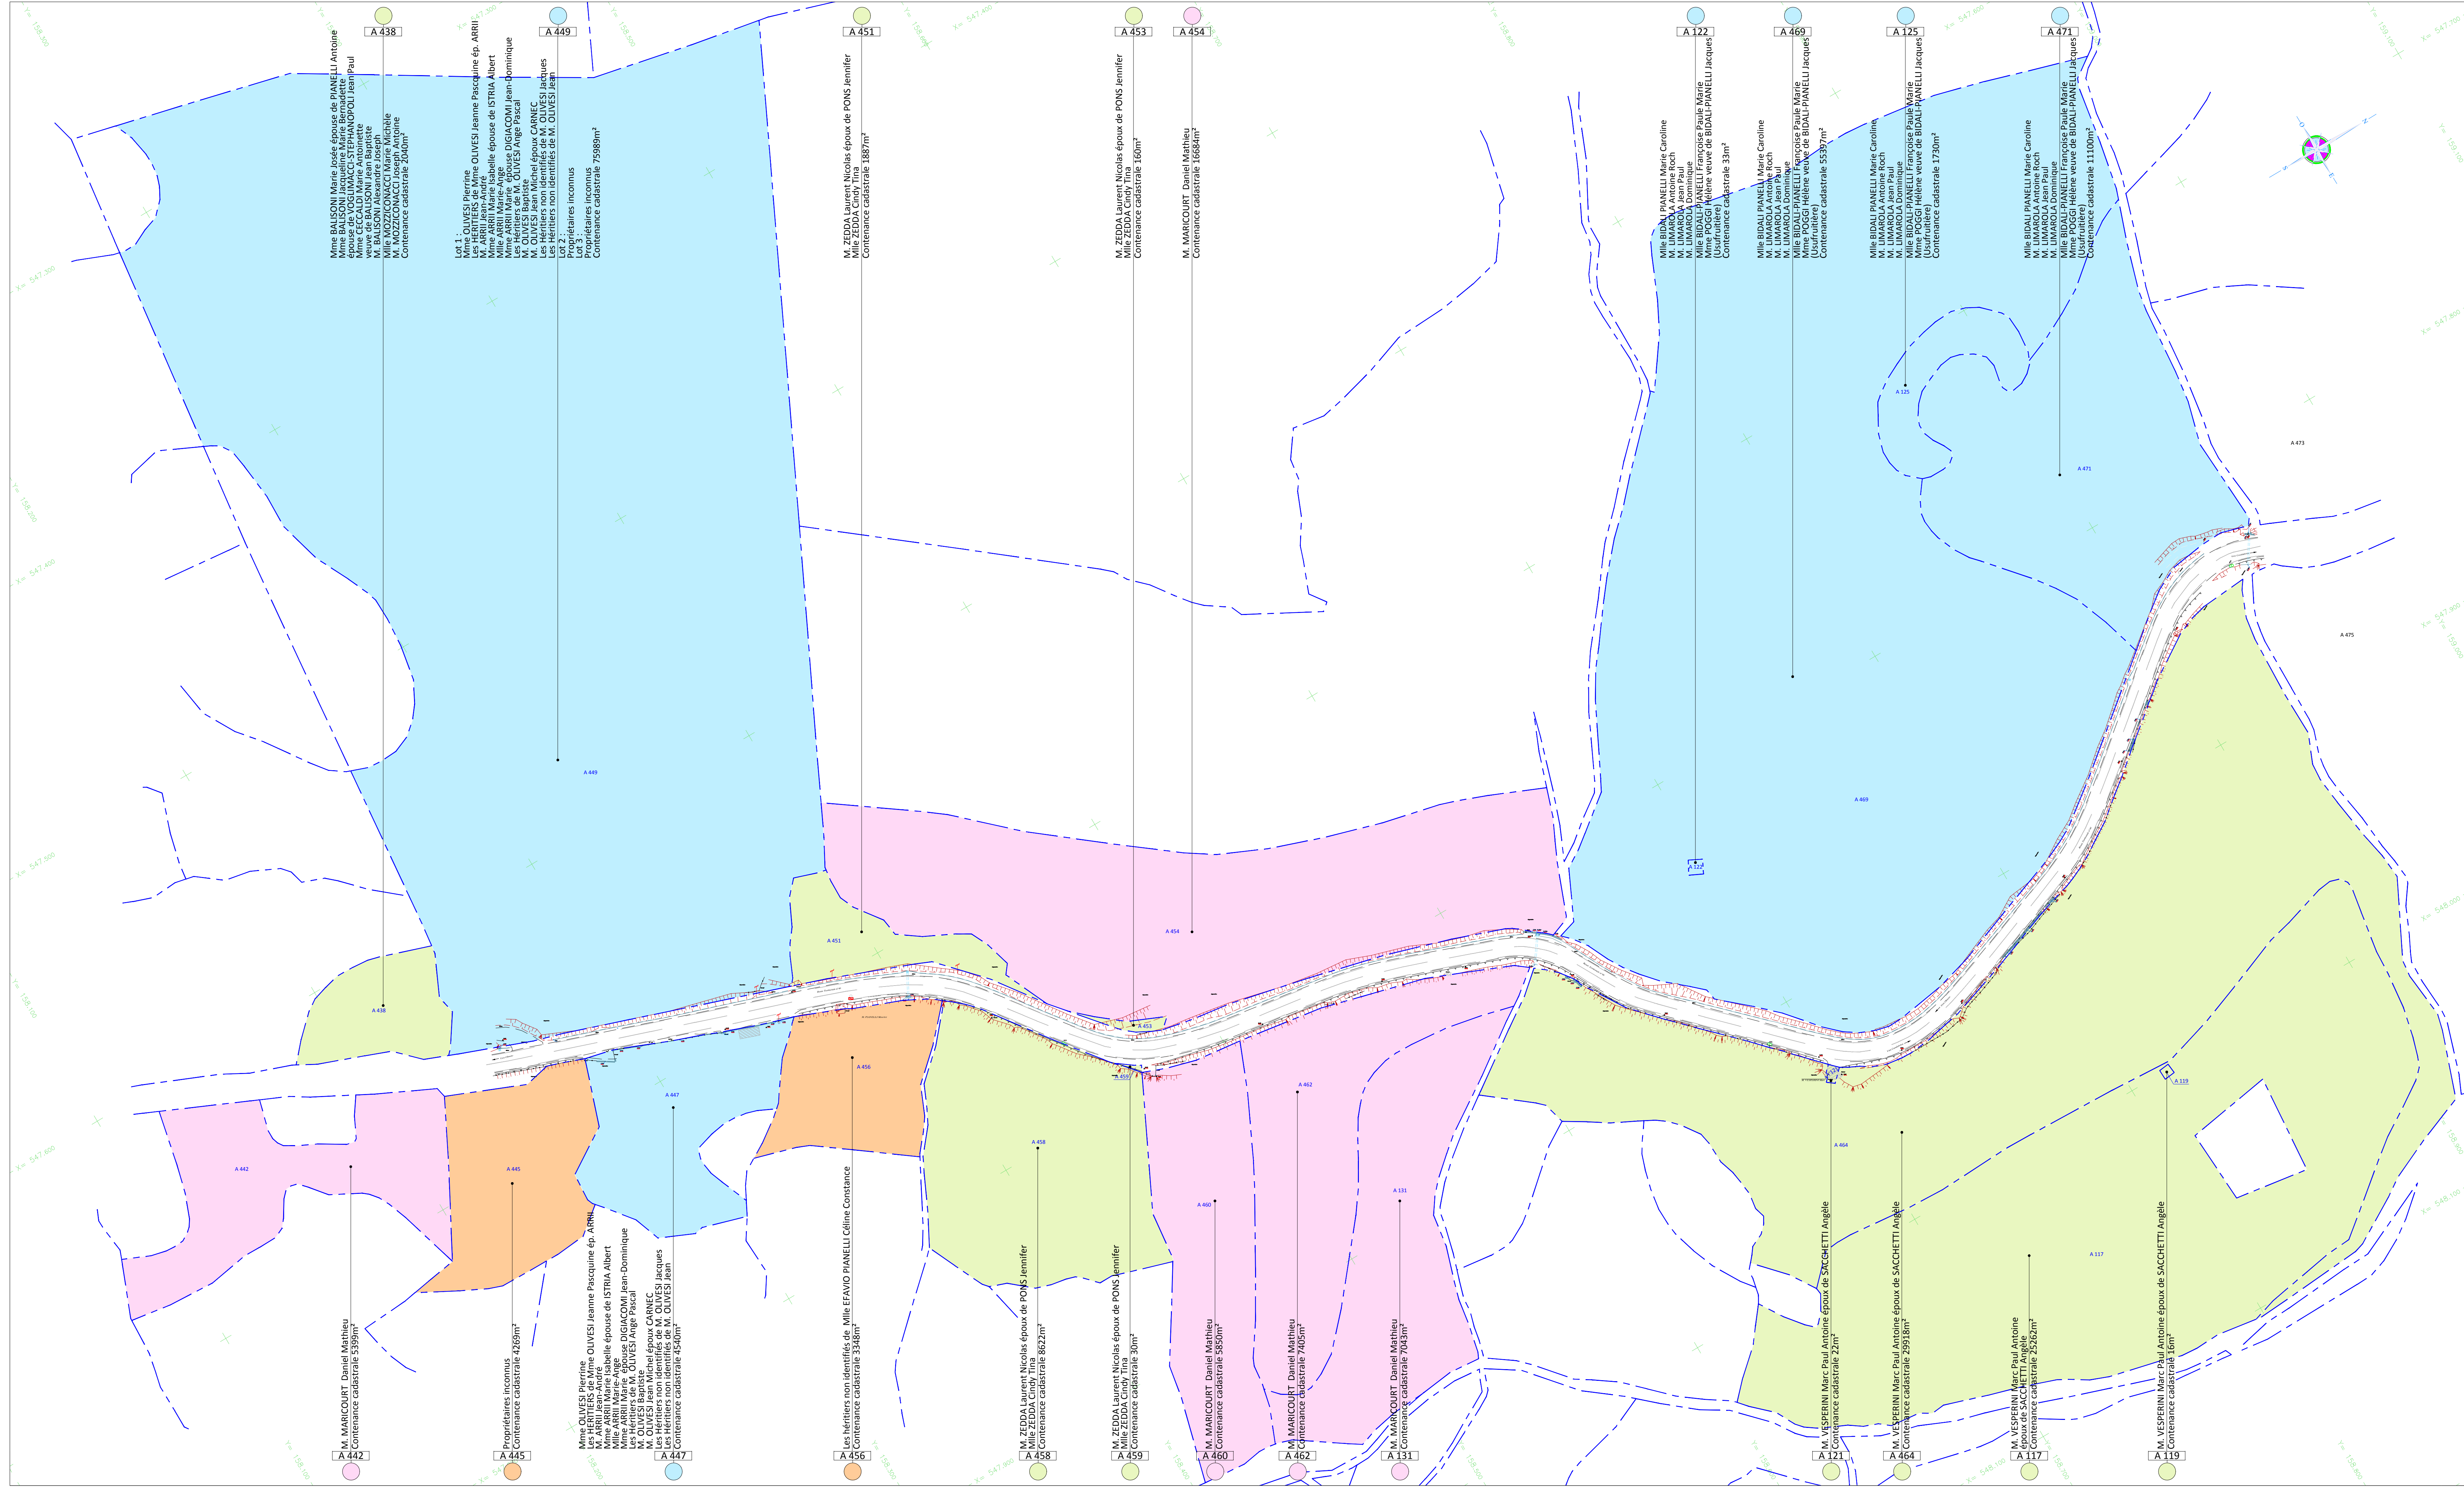 A 438
Mme BALISONI Marie Josée épouse de PIANELLI Antoine
Mme BALISONI Jacqueline Marie Bernadette
épouse de VOGLIMACCI-STEPHANOPOLI Jean Paul
Mme CECCALDI Marie Antoinette
veuve de BALISONI Jean Baptiste
M. BALISONI Alexandre Joseph
Mlle MOZZICONACCI Marie Michèle
M. MOZZICONACCI Joseph Antoine
Contenance cadastrale 2040m²
A 449
Lot 1 :
Mme OLIVESI Pierrine
Les HERITIERS de Mme OLIVESI Jeanne Pascquine ép. ARRII
M. ARRII Jean-André
Mme ARRII Marie Isabelle épouse de ISTRIA Albert
Mlle ARRII Marie-Ange
Mme ARRII Marie épouse DIGIACOMI Jean-Dominique
Les Héritiers de M. OLIVESI Ange Pascal
M. OLIVESI Baptiste
M. OLIVESI Jean Michel époux CARNEC
Les Héritiers non identifiés de M. OLIVESI Jacques
Les Héritiers non identifiés de M. OLIVESI Jean
Lot 2 :
Propriétaires inconnus
Lot 3 :
Propriétaires inconnus
Contenance cadastrale 75989m²
A 451
M. ZEDDA Laurent Nicolas époux de PONS Jennifer
Mlle ZEDDA Cindy Tina
Contenance cadastrale 1887m²
A 453
M. ZEDDA Laurent Nicolas époux de PONS Jennifer
Mlle ZEDDA Cindy Tina
Contenance cadastrale 160m²
A 454
M. MARICOURT Daniel Mathieu
Contenance cadastrale 16684m²
A 122
Mlle BIDALI PIANELLI Marie Caroline
M. LIMAROLA Antoine Roch
M. LIMAROLA Jean Paul
M. LIMAROLA Dominique
Mlle BIDALI-PIANELLI Françoise Paule Marie
Mme POGGI Hélène veuve de BIDALI-PIANELLI Jacques
(Usufruitière)
Contenance cadastrale 33m²
A 469
Mlle BIDALI PIANELLI Marie Caroline
M. LIMAROLA Antoine Roch
M. LIMAROLA Jean Paul
M. LIMAROLA Dominique
Mlle BIDALI-PIANELLI Françoise Paule Marie
Mme POGGI Hélène veuve de BIDALI-PIANELLI Jacques
(Usufruitière)
Contenance cadastrale 55397m²
A 125
Mlle BIDALI PIANELLI Marie Caroline
M. LIMAROLA Antoine Roch
M. LIMAROLA Jean Paul
M. LIMAROLA Dominique
Mlle BIDALI-PIANELLI Françoise Paule Marie
Mme POGGI Hélène veuve de BIDALI-PIANELLI Jacques
(Usufruitière)
Contenance cadastrale 1730m²
A 471
Mlle BIDALI PIANELLI Marie Caroline
M. LIMAROLA Antoine Roch
M. LIMAROLA Jean Paul
M. LIMAROLA Dominique
Mlle BIDALI-PIANELLI Françoise Paule Marie
Mme POGGI Hélène veuve de BIDALI-PIANELLI Jacques
(Usufruitière)
Contenance cadastrale 11100m²
A 125
A 473
A 471
A 475
A 449
A 469
A 122
A 451
A 454
A 438
A 453
A 456
A 459
A 462
A 447
A 119
A 458
A 464
A 442
A 445
A 131
A 460
A 117
M. MARICOURT Daniel Mathieu
Contenance cadastrale 5399m²
A 442
Propriétaires inconnus
Contenance cadastrale 4269m²
A 445
Mme OLIVESI Pierrine
Les HERITIERS de Mme OLIVESI Jeanne Pascquine ép. ARRII
M. ARRII Jean-André
Mme ARRII Marie Isabelle épouse de ISTRIA Albert
Mlle ARRII Marie-Ange
Mme ARRII Marie épouse DIGIACOMI Jean-Dominique
Les Héritiers de M. OLIVESI Ange Pascal
M. OLIVESI Baptiste
M. OLIVESI Jean Michel époux CARNEC
Les Héritiers non identifiés de M. OLIVESI Jacques
Les Héritiers non identifiés de M. OLIVESI Jean
Contenance cadastrale 4540m²
A 447
Les héritiers non identifiés de Mlle EFAVIO PIANELLI Céline Constance
Contenance cadastrale 3348m²
A 456
M. ZEDDA Laurent Nicolas époux de PONS Jennifer
Mlle ZEDDA Cindy Tina
Contenance cadastrale 8622m²
A 458
M. ZEDDA Laurent Nicolas époux de PONS Jennifer
Mlle ZEDDA Cindy Tina
Contenance cadastrale 30m²
A 459
M. MARICOURT Daniel Mathieu
Contenance cadastrale 5850m²
A 460
M. MARICOURT Daniel Mathieu
Contenance cadastrale 7405m²
A 462
M. MARICOURT Daniel Mathieu
Contenance cadastrale 7043m²
A 131
M. VESPERINI Marc Paul Antoine époux de SACCHETTI Angèle
Contenance cadastrale 22m²
A 121
M. VESPERINI Marc Paul Antoine époux de SACCHETTI Angèle
Contenance cadastrale 29918m²
A 464
M. VESPERINI Marc Paul Antoine
époux de SACCHETTI Angèle
Contenance cadastrale 25262m²
A 117
M. VESPERINI Marc Paul Antoine époux de SACCHETTI Angèle
Contenance cadastrale 16m²
A 119